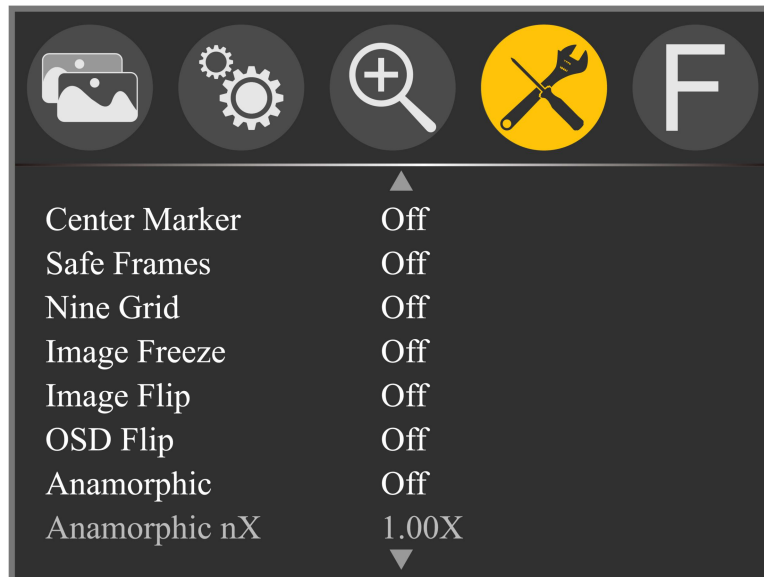 F
Center Marker Off
Safe Frames Off
Nine Grid Off
Image Freeze Off
Image Flip Off
OSD Flip Off
Anamorphic Off
Anamorphic nX 1.00X